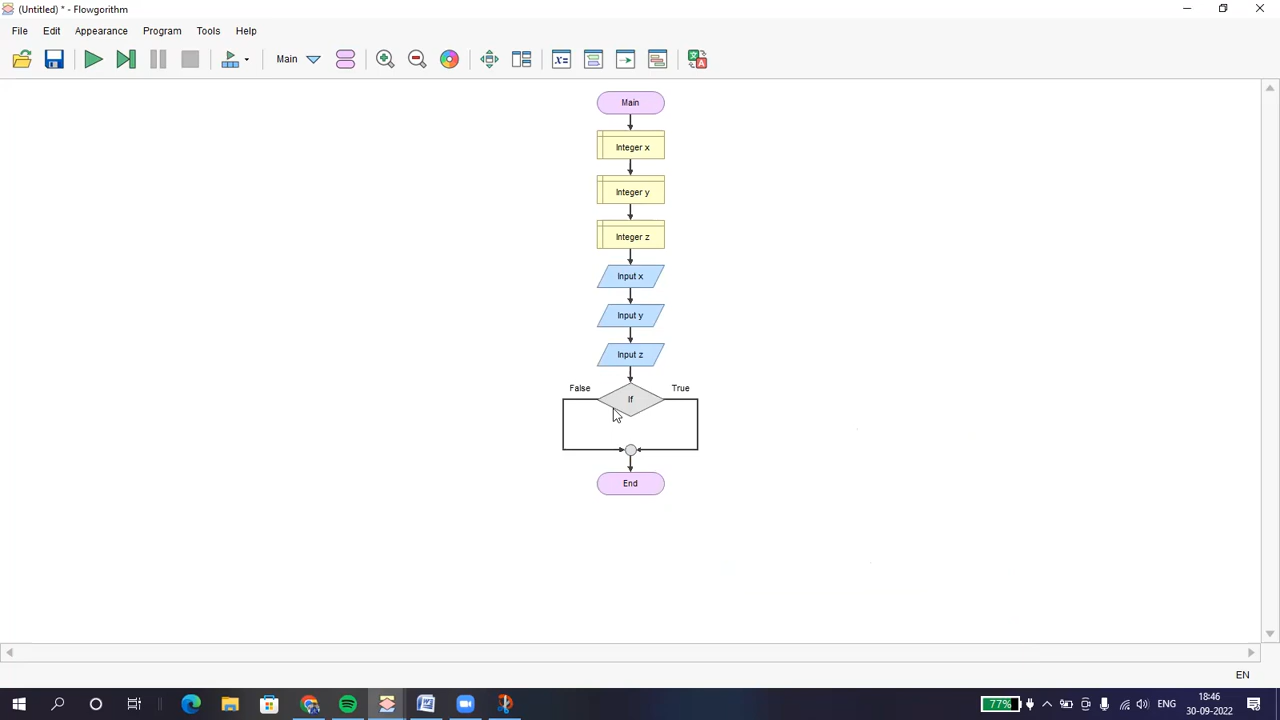 (Untitled) * - Flowgorithm
File Edit Appearance Program Tools Help
Main
x=
A
Main
Integer x
Integer y
Integer z
Input x
Input y
Input z
False
True
If
End
EN
77%
ENG
18:46
30-09-2022